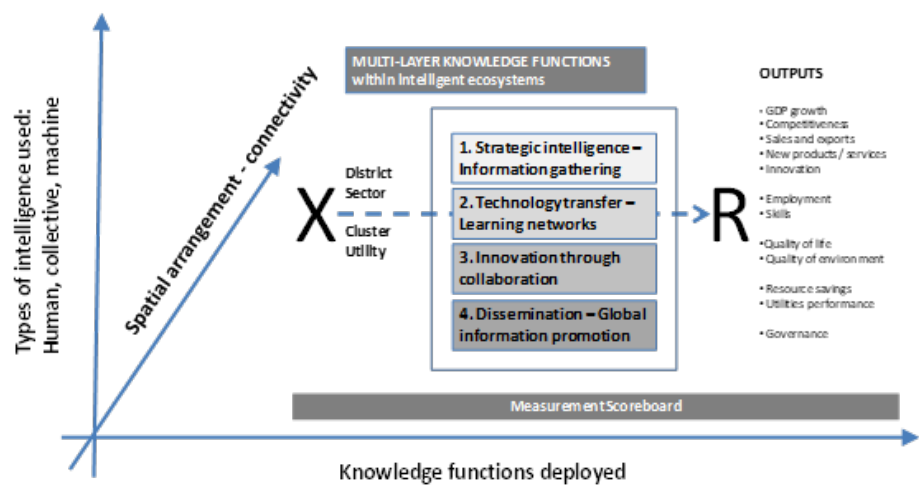 Types of intelligence used:
Human, collective, machine
Spatial arrangement - connectivity
MULTI-LAYER KNOWLEDGE FUNCTIONS
within intelligent ecosystems
X
District
Sector
Cluster
Utility
1. Strategic intelligence –
Information gathering
2. Technology transfer –
Learning networks
3. Innovation through
collaboration
4. Dissemination – Global
information promotion
R
OUTPUTS
• GDP growth
• Competitiveness
• Sales and exports
• New products / services
• Innovation
• Employment
• Skills
• Quality of life
• Quality of environment
Resource savings
• Utilities performance
• Governance
Measurement Scoreboard
Knowledge functions deployed